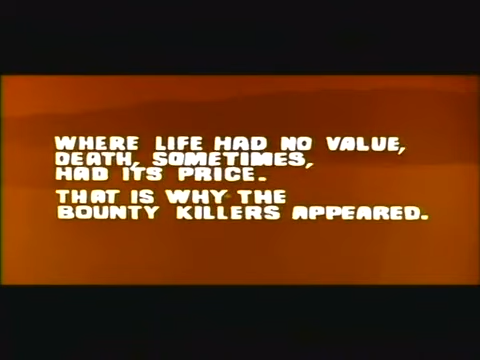 WHERE LIFE HAD NO VALUE,
DEATH, SOMETIMES,
HAD ITS PRICE.
THAT IS WHY THE
BOUNTY KILLERS APPEARED.